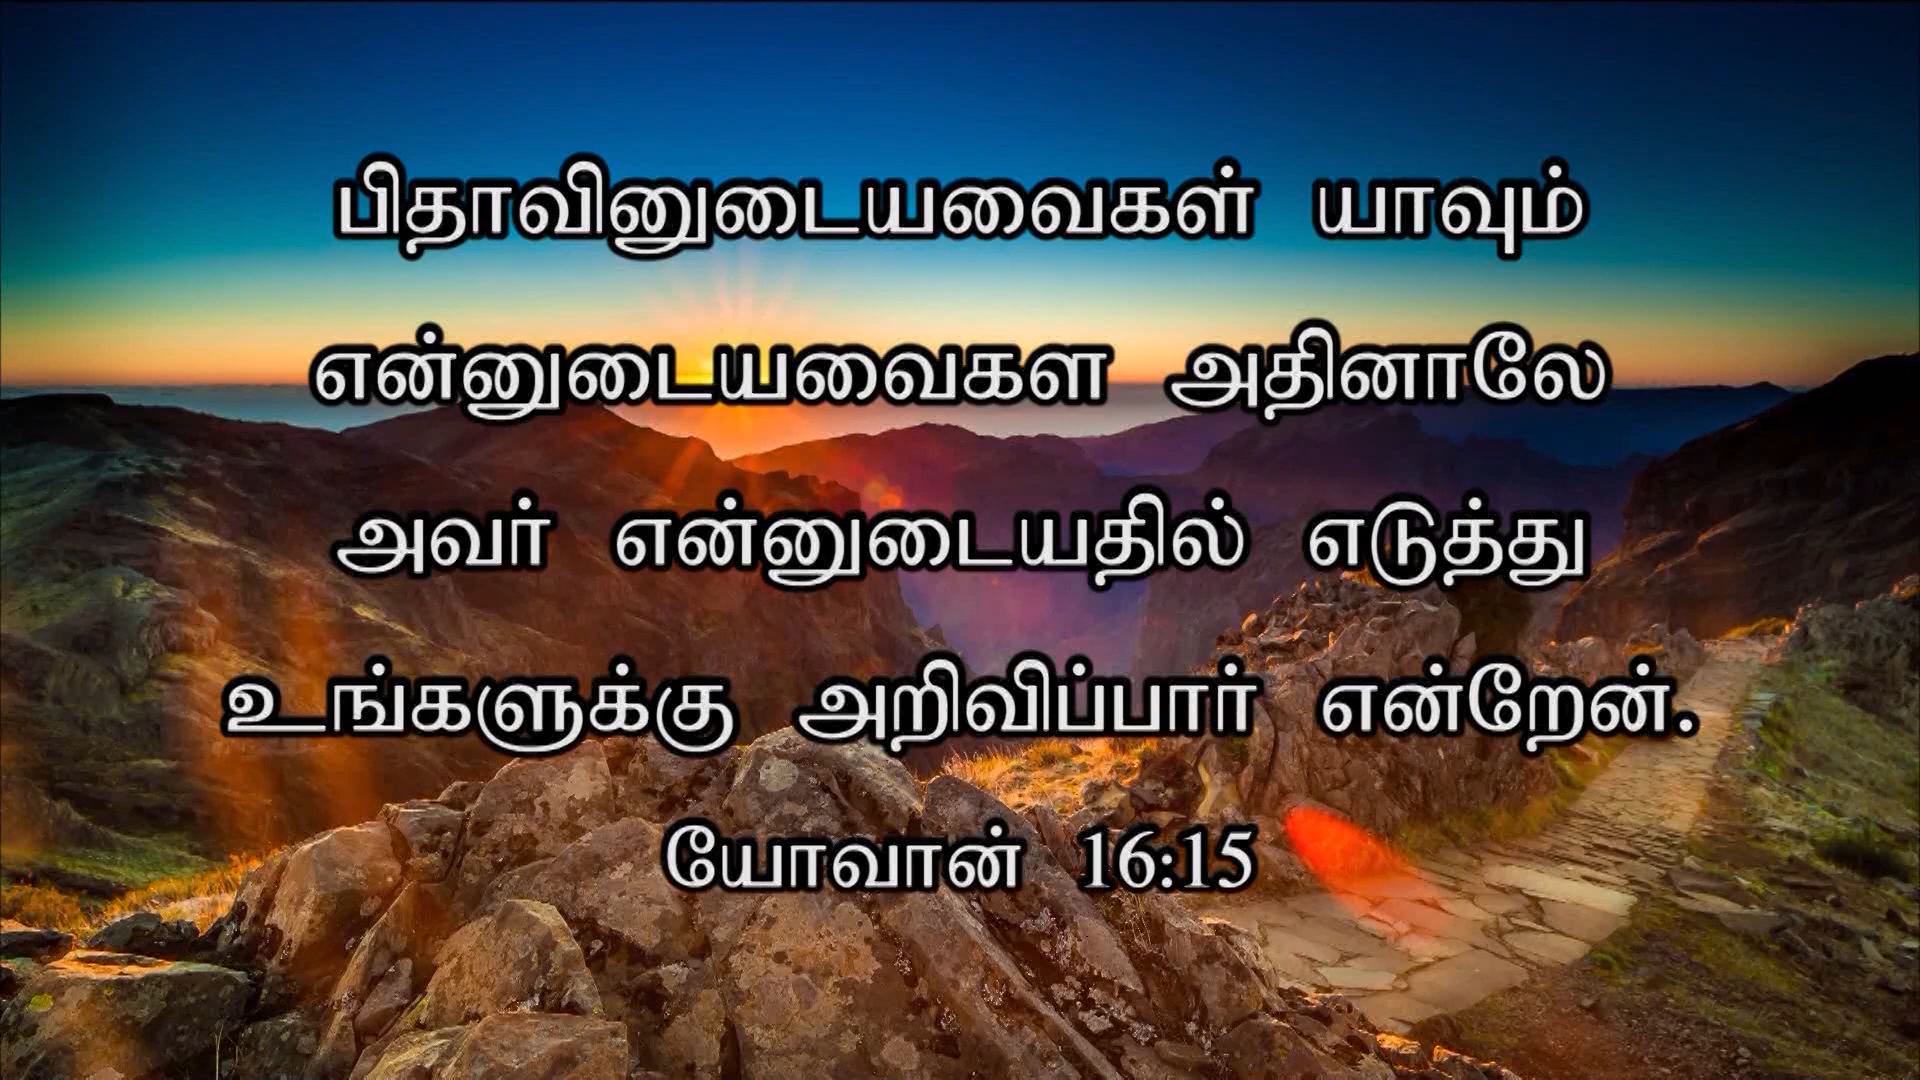 பிதாவினுடையவைகள் யாவும்
என்னுடையவைகள அதினாலே
அவர் என்னுடையதில் எடுத்து
உங்களுக்கு அறிவிப்பார் என்றேன்.
யோவான் 16:15